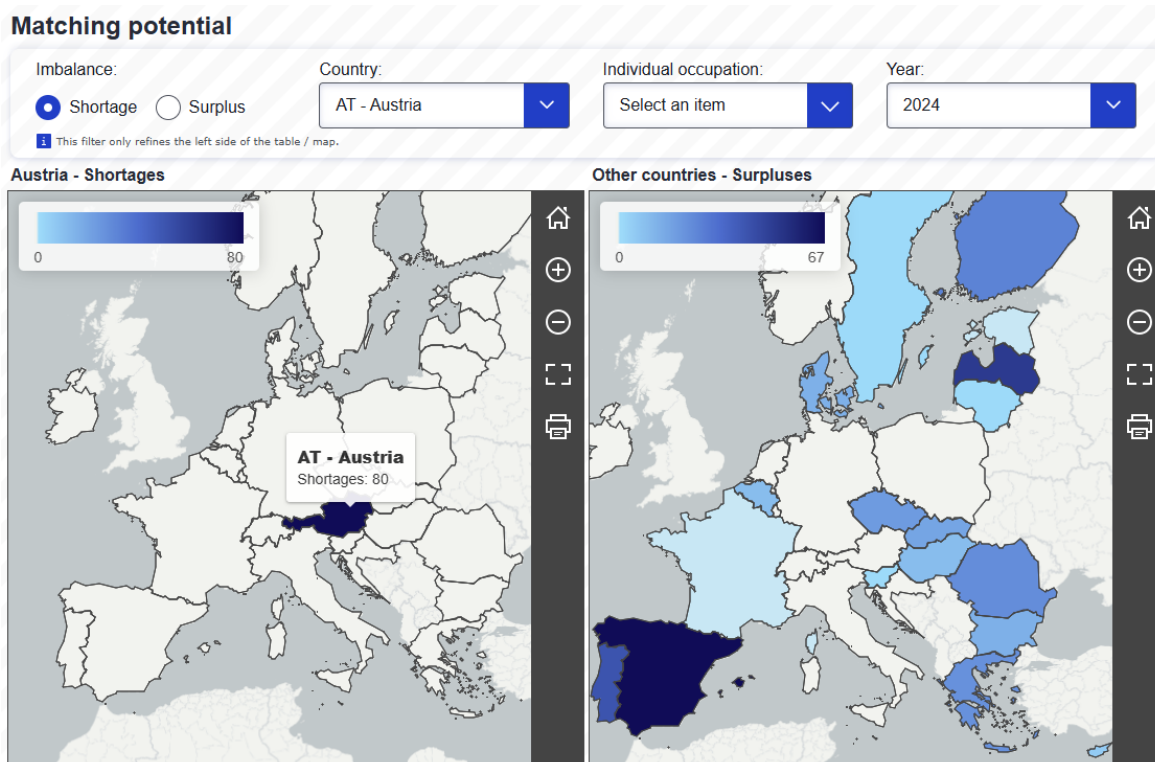 Matching potential
Imbalance: Country: Individual occupation: Year:
Shortage Surplus AT - Austria Select an item 2024
i This filter only refines the left side of the table / map.
Austria - Shortages Other countries - Surpluses
0 80 0 67
AT - Austria
Shortages: 80